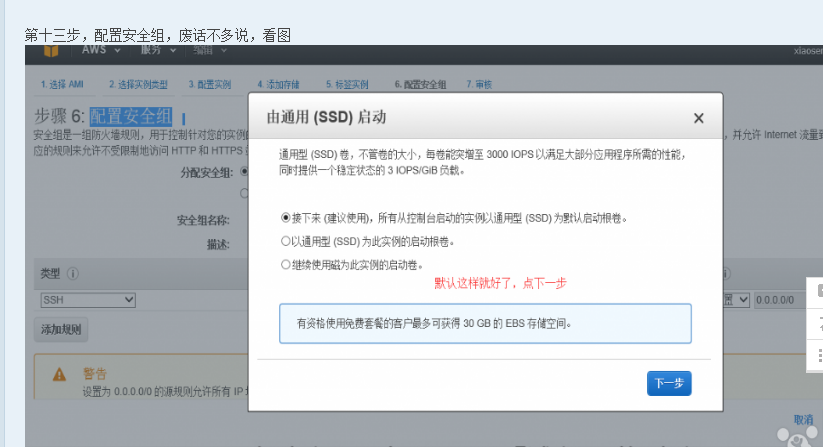 第十三步，配置安全组，废话不多说，看图
AWS 服务 编辑
1. 选择 AMI 2. 选择实例类型 3. 配置实例 4. 添加存储 5. 标签实例 6. 配置安全组 7. 审核
步骤 6: 配置安全组
安全组是一组防火墙规则，用于控制针对您的实例的
，并允许 Internet 流量到
应的规则来允许不受限制地访问 HTTP 和 HTTPS
分配安全组:
安全组名称:
描述:
类型
SSH
0.0.0.0/0
添加规则
警告
设置为 0.0.0.0/0 的源规则允许所有 IP
取消
由通用 (SSD) 启动
通用型 (SSD) 卷，不管卷的大小，每卷能突增至 3000 IOPS 以满足大部分应用程序所需的性能，
同时提供一个稳定状态的 3 IOPS/GiB 负载。
接下来 (建议使用)，所有从控制台启动的实例以通用型 (SSD) 为默认启动根卷。
以通用型 (SSD) 为此实例的启动根卷。
继续使用磁为此实例的启动卷。
默认这样就好了，点下一步
有资格使用免费套餐的客户最多可获得 30 GB 的 EBS 存储空间。
下一步